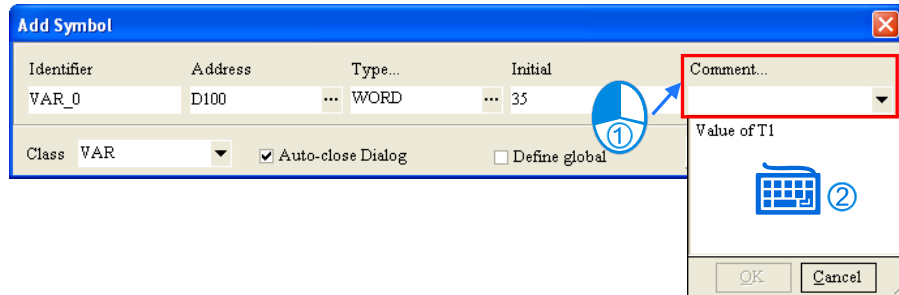 Add Symbol
Identifier Address Type... Initial Comment...
VAR_0 D100 ... WORD ... 35
①
Value of T1
Class VAR Auto-close Dialog Define global
②
OK Cancel